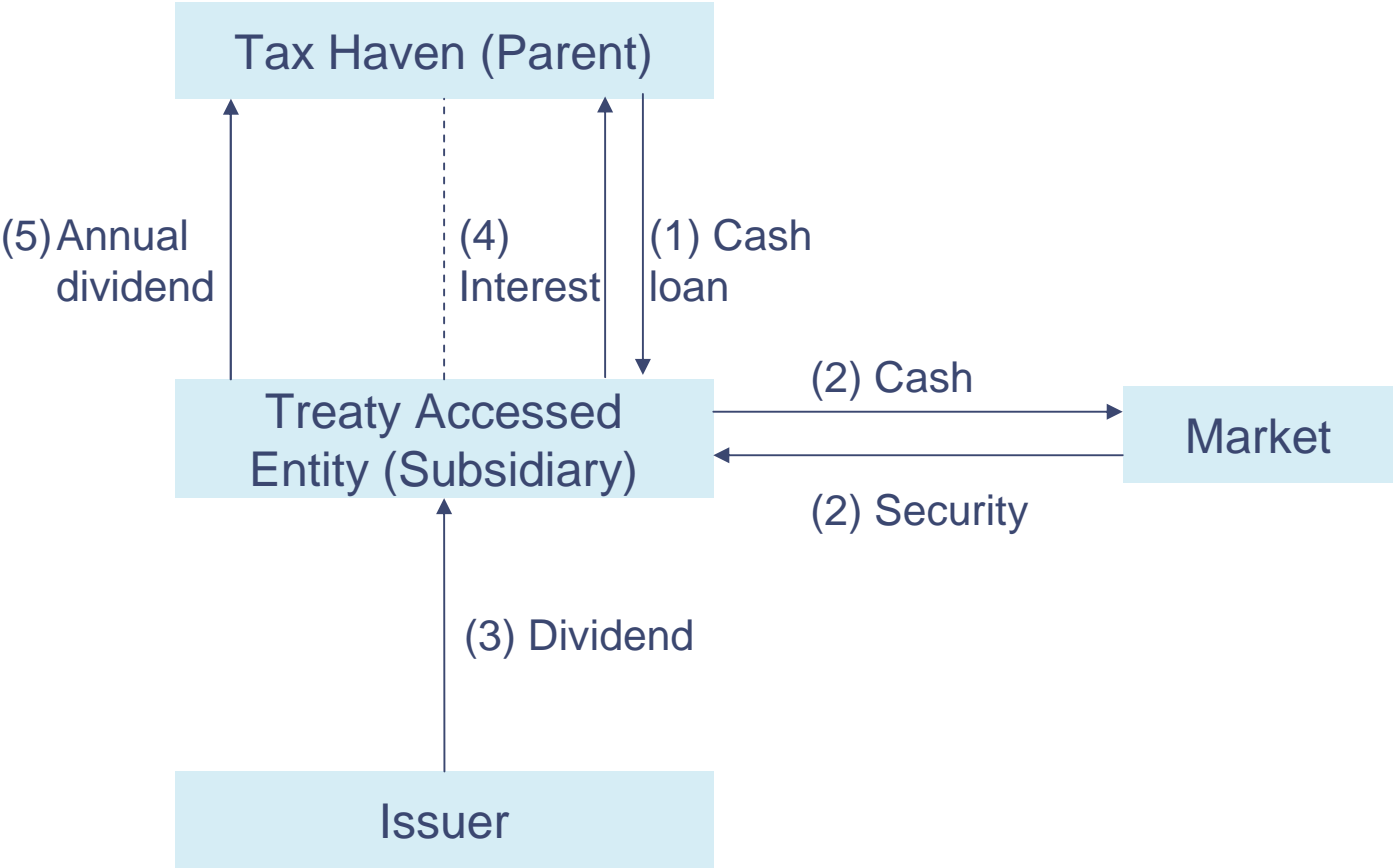 Tax Haven (Parent)
(5) Annual
dividend
(4)
Interest
(1) Cash
loan
(2) Cash
Treaty Accessed
Entity (Subsidiary)
Market
(2) Security
(3) Dividend
Issuer